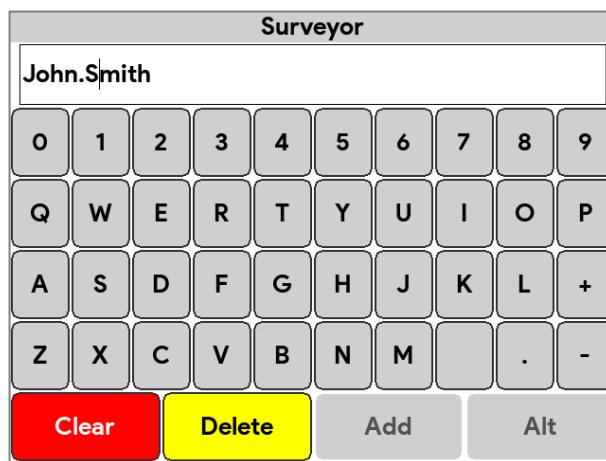 Surveyor
John.Smith
0 1 2 3 4 5 6 7 8 9
Q W E R T Y U I O P
A S D F G H J K L +
Z X C V B N M . -
Clear Delete Add Alt